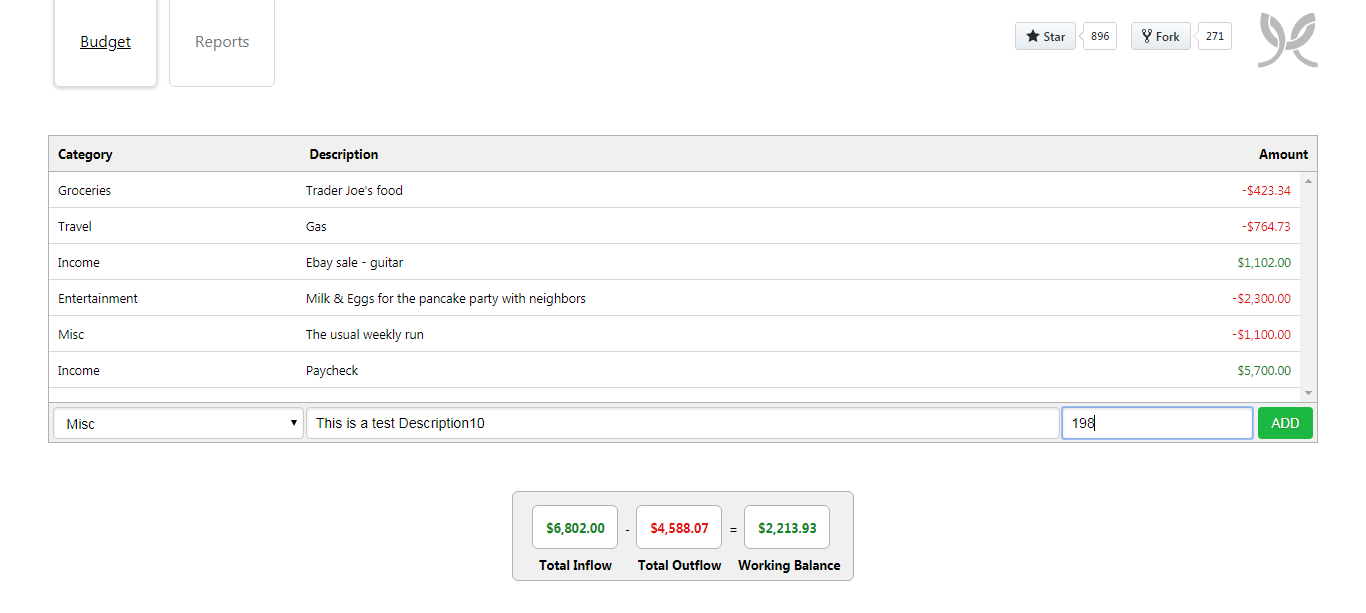 Budget Reports Star 896 Fork 271
Category Description Amount
Groceries Trader Joe's food -$423.34
Travel Gas -$764.73
Income Ebay sale - guitar $1,102.00
Entertainment Milk & Eggs for the pancake party with neighbors -$2,300.00
Misc The usual weekly run -$1,100.00
Income Paycheck $5,700.00
Misc This is a test Description10 198 ADD
$6,802.00 - $4,588.07 = $2,213.93
Total Inflow Total Outflow Working Balance